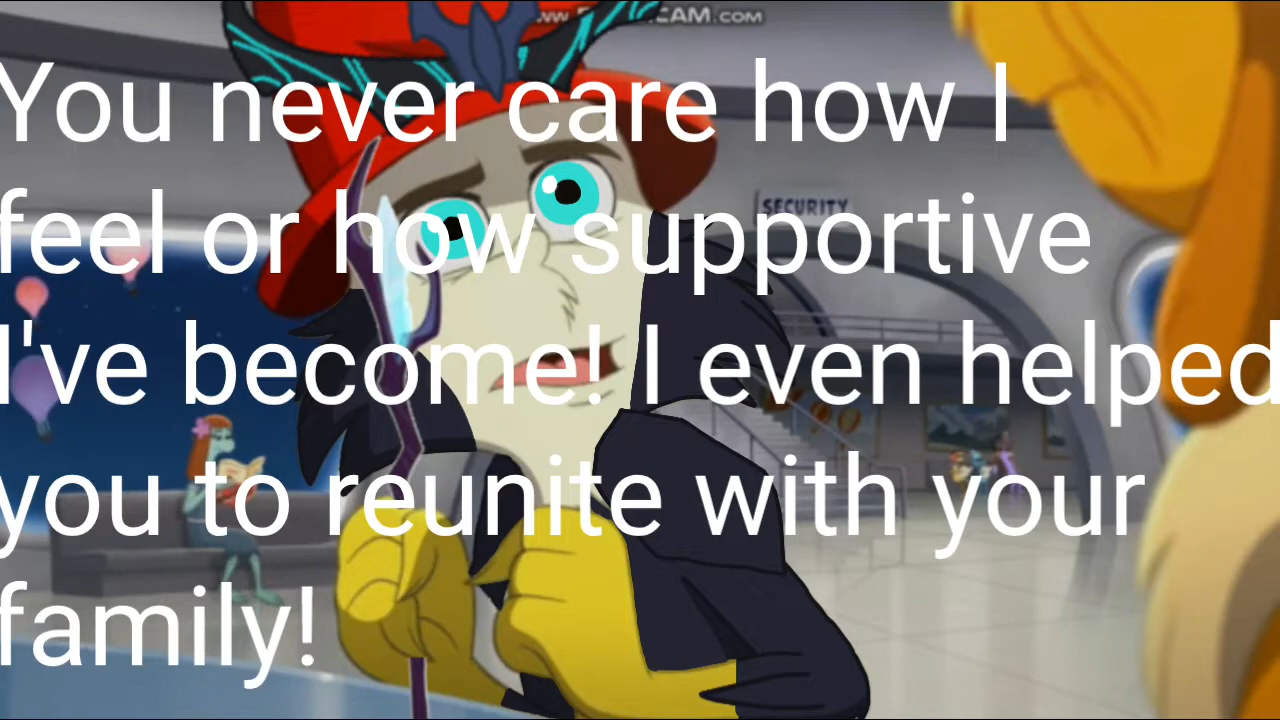 .COM
You never care how I
SECURITY
feel or how supportive
I've become! I even helped
you to reunite with your
family!